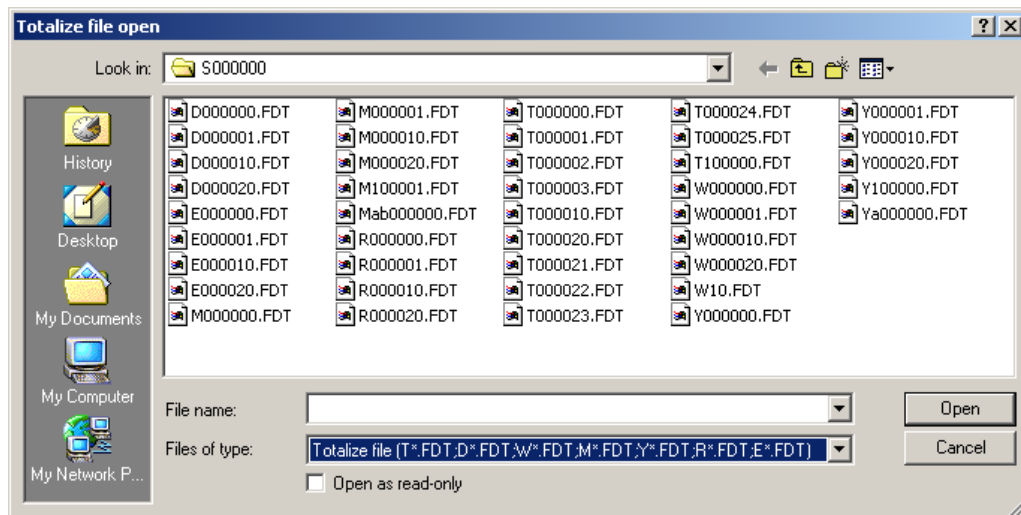 Totalize file open
Look in: S000000
D000000.FDT M000001.FDT T000000.FDT T000024.FDT Y000001.FDT
D000001.FDT M000010.FDT T000001.FDT T000025.FDT Y000010.FDT
D000010.FDT M000020.FDT T000002.FDT T100000.FDT Y000020.FDT
D000020.FDT M100001.FDT T000003.FDT W000000.FDT Y100000.FDT
E000000.FDT Mab000000.FDT T000010.FDT W000001.FDT Ya000000.FDT
E000001.FDT R000000.FDT T000020.FDT W000010.FDT
E000010.FDT R000001.FDT T000021.FDT W000020.FDT
E000020.FDT R000010.FDT T000022.FDT W10.FDT
M000000.FDT R000020.FDT T000023.FDT Y000000.FDT
History
Desktop
My Documents
My Computer
My Network P...
File name:
Open
Files of type: Totalize file (T*.FDT;D*.FDT;W*.FDT;M*.FDT;Y*.FDT;R*.FDT;E*.FDT)
Cancel
Open as read-only